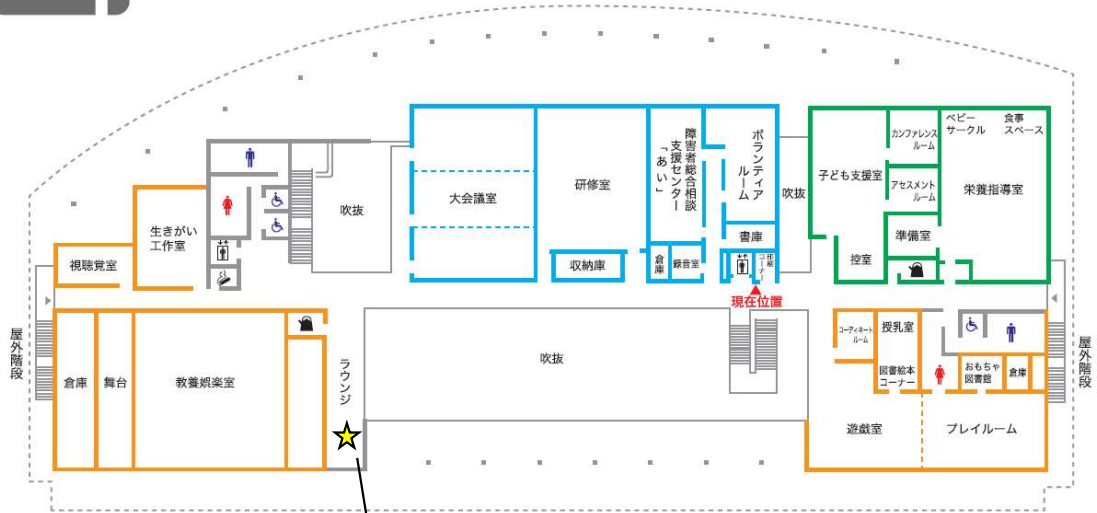 視聴覚室
生きがい
工作室
吹抜
大会議室
研修室
収納庫
障害者総合相談
支援センター
「あい」
倉庫
録音室
ボランティア
ルーム
書庫
印刷
コーナー
現在位置
吹抜
子ども支援室
カンファレンス
ルーム
アセスメント
ルーム
準備室
控室
ベビー
サークル
食事
スペース
栄養指導室
屋外階段
倉庫
舞台
教養娯楽室
ラウンジ
吹抜
コーディネート
ルーム
授乳室
図書絵本
コーナー
おもちゃ
図書館
倉庫
遊戯室
プレイルーム
屋外階段